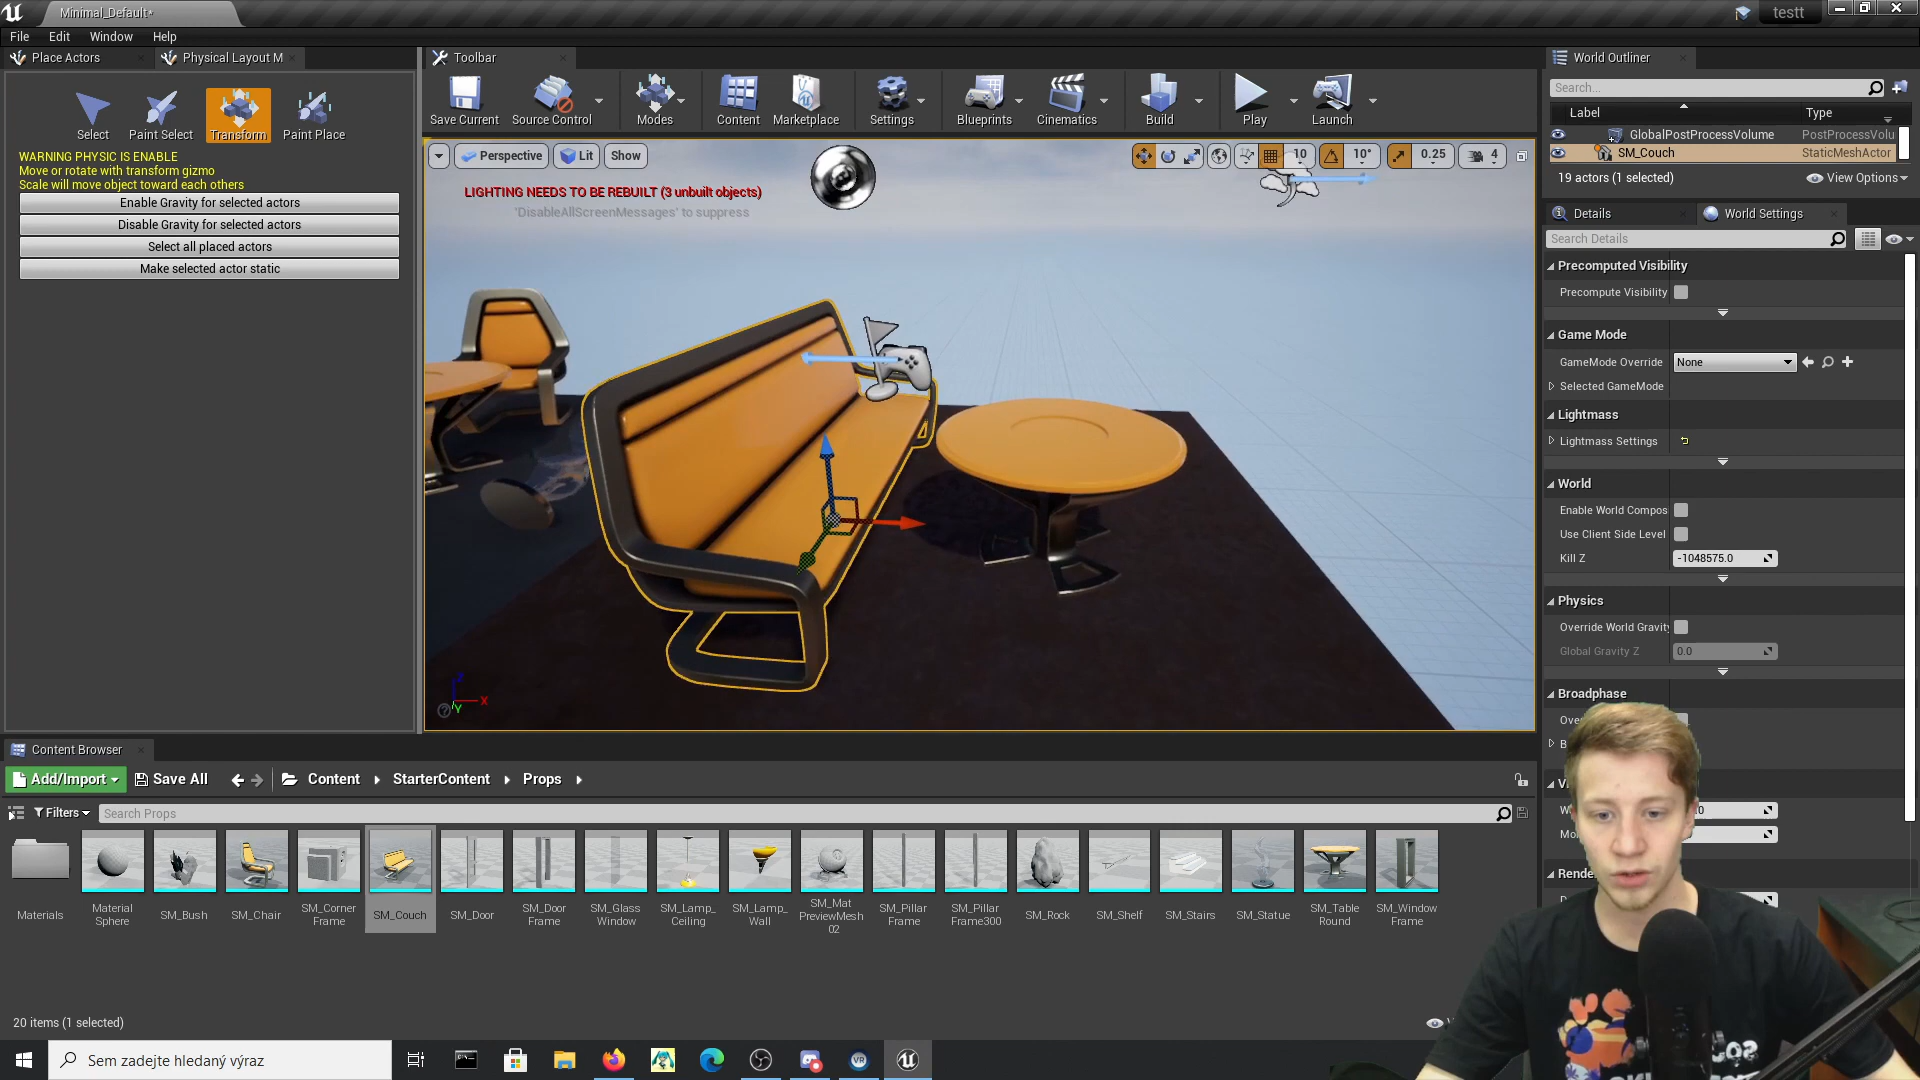 Minimal_Default*
testt
File Edit Window Help
Place Actors
Physical Layout M
Toolbar
World Outliner
Select
Paint Select
Transform
Paint Place
WARNING PHYSIC IS ENABLE
Move or rotate with transform gizmo
Scale will move object toward each others
Enable Gravity for selected actors
Disable Gravity for selected actors
Select all placed actors
Make selected actor static
Save Current
Source Control
Modes
Content
Marketplace
Settings
Blueprints
Cinematics
Build
Play
Launch
Perspective
Lit
Show
10
10°
0.25
4
LIGHTING NEEDS TO BE REBUILT (3 unbuilt objects)
'DisableAllScreenMessages' to suppress
Z
X
Y
Search...
Label
Type
GlobalPostProcessVolume
PostProcessVolu
SM_Couch
StaticMeshActor
19 actors (1 selected)
View Options
Details
World Settings
Search Details
Precomputed Visibility
Precompute Visibility
Game Mode
GameMode Override
None
Selected GameMode
Lightmass
Lightmass Settings
World
Enable World Compos
Use Client Side Level
Kill Z
-1048575.0
Physics
Override World Gravity
Global Gravity Z
0.0
Broadphase
Content Browser
Add/Import
Save All
Content
StarterContent
Props
Filters
Search Props
Materials
Material Sphere
SM_Bush
SM_Chair
SM_Corner Frame
SM_Couch
SM_Door
SM_Door Frame
SM_Glass Window
SM_Lamp_ Ceiling
SM_Lamp_ Wall
SM_Mat PreviewMesh 02
SM_Pillar Frame
SM_Pillar Frame300
SM_Rock
SM_Shelf
SM_Stairs
SM_Statue
SM_Table Round
SM_Window Frame
20 items (1 selected)
Sem zadejte hledaný výraz
VR